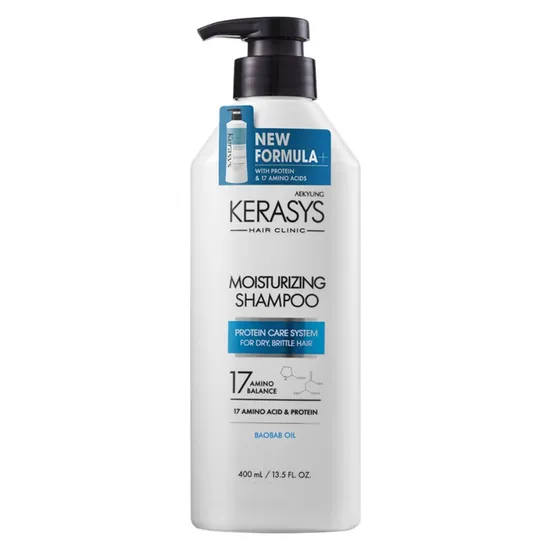 NEW
FORMULA+
WITH PROTEIN
& 17 AMINO ACIDS
Kerasys
AEKYUNG
KERASYS
HAIR CLINIC
MOISTURIZING
SHAMPOO
PROTEIN CARE SYSTEM
FOR DRY, BRITTLE HAIR
17 AMINO
BALANCE
17 AMINO ACID & PROTEIN
BAOBAB OIL
400 mL / 13.5 FL. OZ.